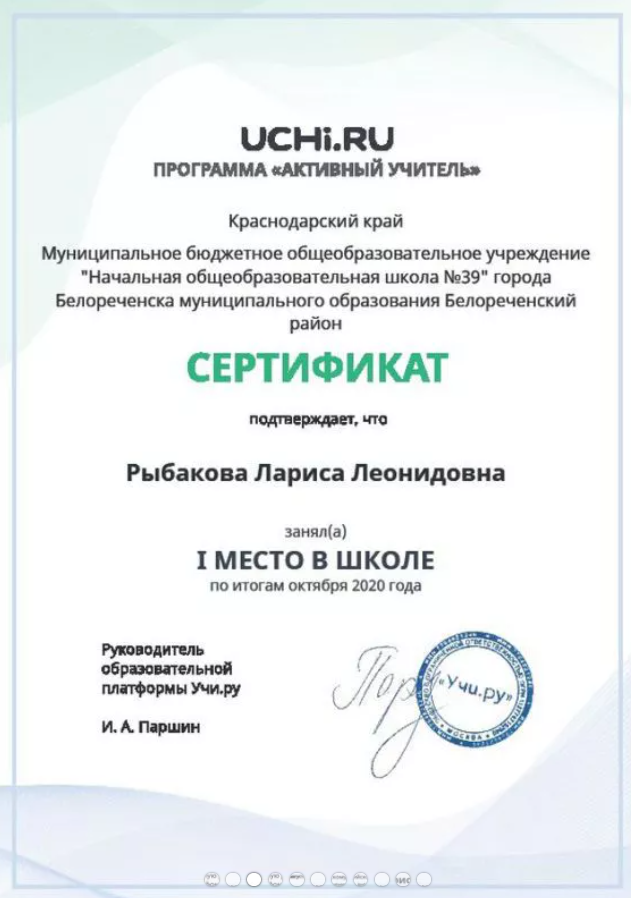 UCHi.RU
ПРОГРАММА «АКТИВНЫЙ УЧИТЕЛЬ»
Краснодарский край
Муниципальное бюджетное общеобразовательное учреждение
"Начальная общеобразовательная школа №39" города
Белореченска муниципального образования Белореченский
район
СЕРТИФИКАТ
подтверждает, что
Рыбакова Лариса Леонидовна
занял(а)
I МЕСТО В ШКОЛЕ
по итогам октября 2020 года
Руководитель
образовательной
платформы Учи.ру
И. А. Паршин
«Учи.ру»
МОСКВА